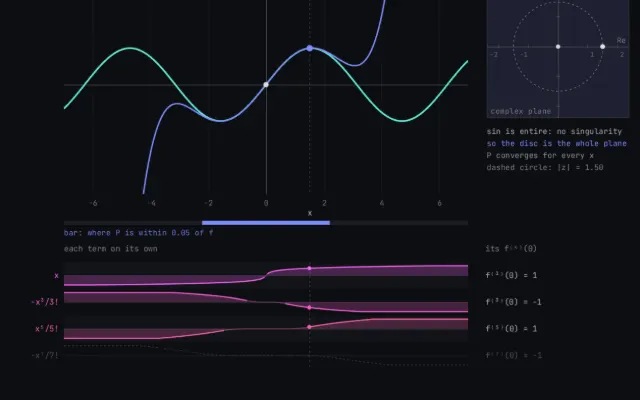 Re
-2 -1 1 2
complex plane
sin is entire: no singularity
so the disc is the whole plane
P converges for every x
dashed circle: |z| = 1.50
-6 -4 -2 0 2 4 6
x
bar: where P is within 0.05 of f
each term on its own
its f⁽ⁿ⁾(0)
x
f⁽¹⁾(0) = 1
-x³/3!
f⁽³⁾(0) = -1
x⁵/5!
f⁽⁵⁾(0) = 1
-x⁷/7!
f⁽⁷⁾(0) = -1